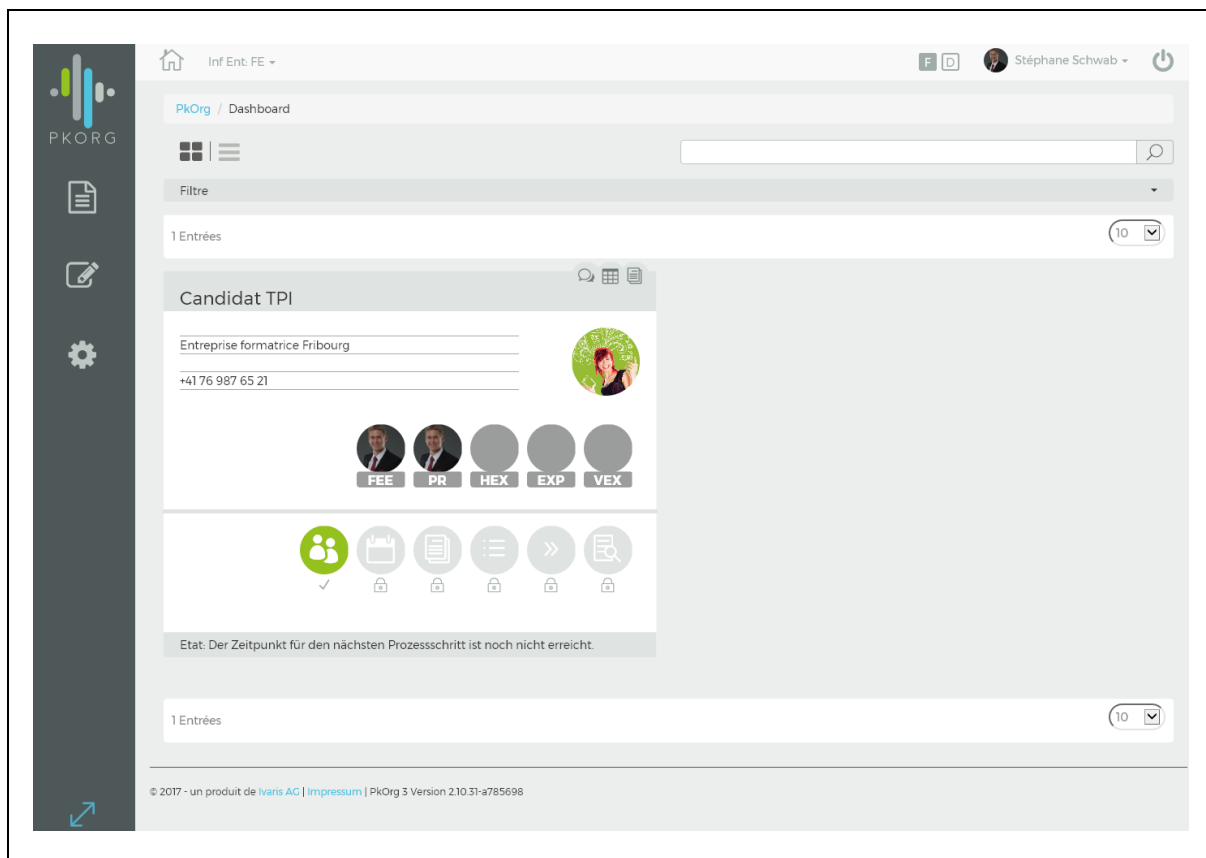 PKORG
Inf Ent: FE
F D
Stéphane Schwab
PkOrg / Dashboard
Filtre
1 Entrées
10
Candidat TPI
Entreprise formatrice Fribourg
+41 76 987 65 21
FEE PR HEX EXP VEX
Etat: Der Zeitpunkt für den nächsten Prozessschritt ist noch nicht erreicht.
1 Entrées
10
© 2017 - un produit de Ivaris AG | Impressum | PkOrg 3 Version 2.10.31-a785698